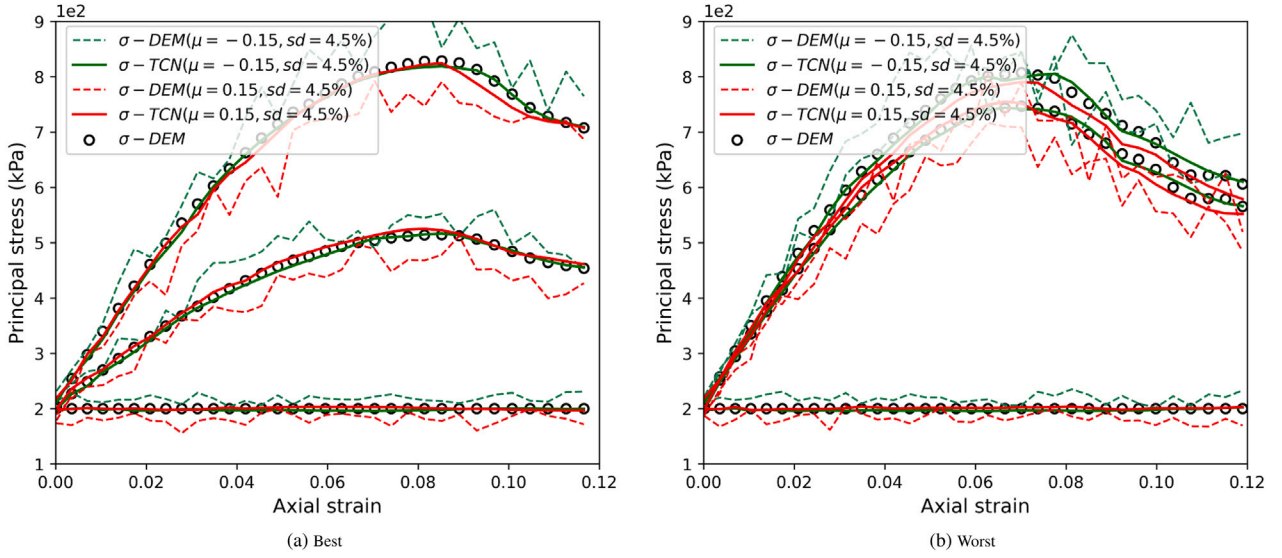 1e2
σ − DEM(μ = −0.15, sd = 4.5%)
σ − TCN(μ = −0.15, sd = 4.5%)
σ − DEM(μ = 0.15, sd = 4.5%)
σ − TCN(μ = 0.15, sd = 4.5%)
σ − DEM
Principal stress (kPa)
9
8
7
6
5
4
3
2
1
0.00 0.02 0.04 0.06 0.08 0.10 0.12
Axial strain
(a) Best
1e2
σ − DEM(μ = −0.15, sd = 4.5%)
σ − TCN(μ = −0.15, sd = 4.5%)
σ − DEM(μ = 0.15, sd = 4.5%)
σ − TCN(μ = 0.15, sd = 4.5%)
σ − DEM
Principal stress (kPa)
9
8
7
6
5
4
3
2
1
0.00 0.02 0.04 0.06 0.08 0.10 0.12
Axial strain
(b) Worst